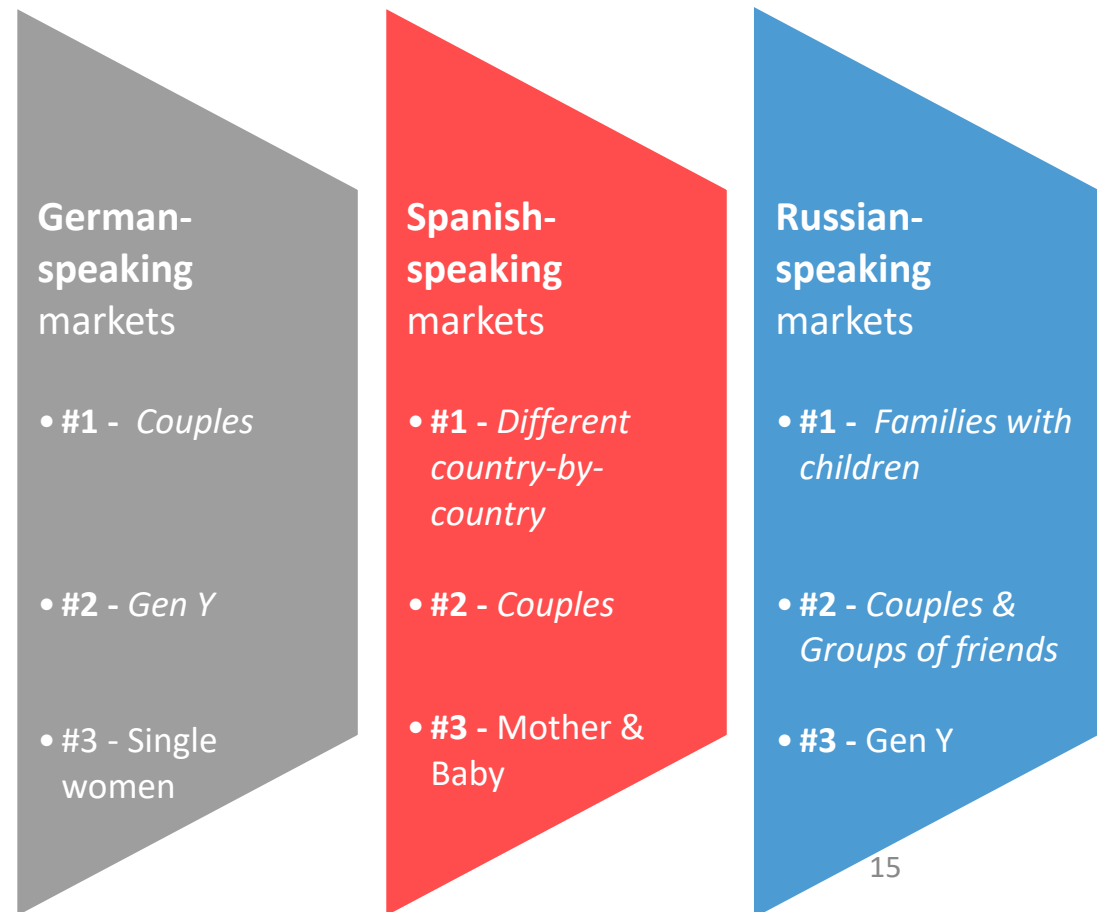 German-
speaking
markets
• #1 - Couples
• #2 - Gen Y
• #3 - Single
women
Spanish-
speaking
markets
• #1 - Different
country-by-
country
• #2 - Couples
• #3 - Mother &
Baby
Russian-
speaking
markets
• #1 - Families with
children
• #2 - Couples &
Groups of friends
• #3 - Gen Y
15